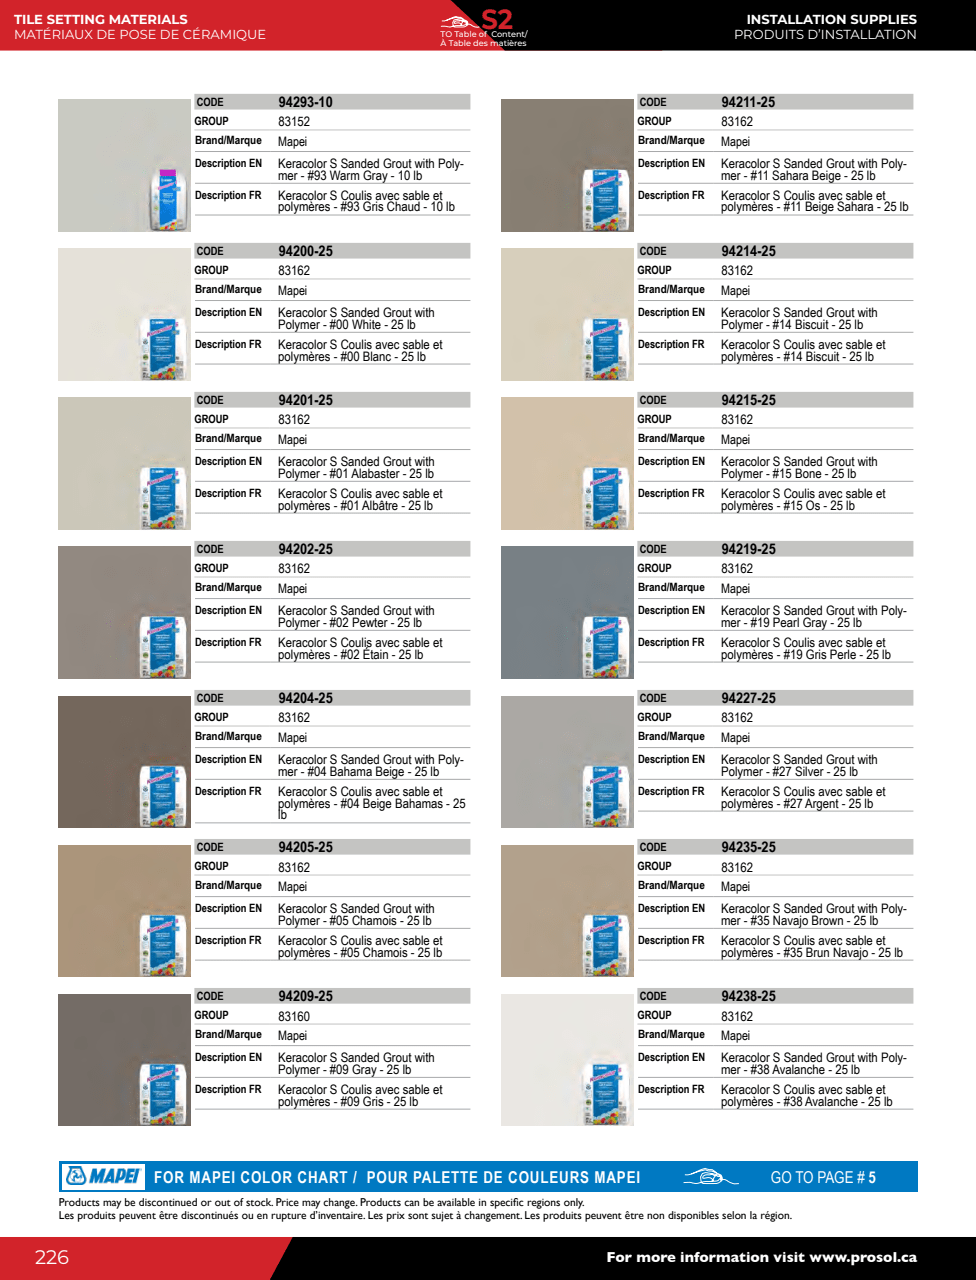 TILE SETTING MATERIALS
MATÉRIAUX DE POSE DE CÉRAMIQUE
S2
TO Table of Content/
À Table des matières
INSTALLATION SUPPLIES
PRODUITS D'INSTALLATION
CODE 94293-10
GROUP 83152
Brand/Marque Mapei
Description EN Keracolor S Sanded Grout with Poly-
mer - #93 Warm Gray - 10 lb
Description FR Keracolor S Coulis avec sable et
polymères - #93 Gris Chaud - 10 lb
CODE 94200-25
GROUP 83162
Brand/Marque Mapei
Description EN Keracolor S Sanded Grout with
Polymer - #00 White - 25 lb
Description FR Keracolor S Coulis avec sable et
polymères - #00 Blanc - 25 lb
CODE 94201-25
GROUP 83162
Brand/Marque Mapei
Description EN Keracolor S Sanded Grout with
Polymer - #01 Alabaster - 25 lb
Description FR Keracolor S Coulis avec sable et
polymères - #01 Albâtre - 25 lb
CODE 94202-25
GROUP 83162
Brand/Marque Mapei
Description EN Keracolor S Sanded Grout with
Polymer - #02 Pewter - 25 lb
Description FR Keracolor S Coulis avec sable et
polymères - #02 Étain - 25 lb
CODE 94204-25
GROUP 83162
Brand/Marque Mapei
Description EN Keracolor S Sanded Grout with Poly-
mer - #04 Bahama Beige - 25 lb
Description FR Keracolor S Coulis avec sable et
polymères - #04 Beige Bahamas - 25
lb
CODE 94205-25
GROUP 83162
Brand/Marque Mapei
Description EN Keracolor S Sanded Grout with
Polymer - #05 Chamois - 25 lb
Description FR Keracolor S Coulis avec sable et
polymères - #05 Chamois - 25 lb
CODE 94209-25
GROUP 83160
Brand/Marque Mapei
Description EN Keracolor S Sanded Grout with
Polymer - #09 Gray - 25 lb
Description FR Keracolor S Coulis avec sable et
polymères - #09 Gris - 25 lb
CODE 94211-25
GROUP 83162
Brand/Marque Mapei
Description EN Keracolor S Sanded Grout with Poly-
mer - #11 Sahara Beige - 25 lb
Description FR Keracolor S Coulis avec sable et
polymères - #11 Beige Sahara - 25 lb
CODE 94214-25
GROUP 83162
Brand/Marque Mapei
Description EN Keracolor S Sanded Grout with
Polymer - #14 Biscuit - 25 lb
Description FR Keracolor S Coulis avec sable et
polymères - #14 Biscuit - 25 lb
CODE 94215-25
GROUP 83162
Brand/Marque Mapei
Description EN Keracolor S Sanded Grout with
Polymer - #15 Bone - 25 lb
Description FR Keracolor S Coulis avec sable et
polymères - #15 Os - 25 lb
CODE 94219-25
GROUP 83162
Brand/Marque Mapei
Description EN Keracolor S Sanded Grout with Poly-
mer - #19 Pearl Gray - 25 lb
Description FR Keracolor S Coulis avec sable et
polymères - #19 Gris Perle - 25 lb
CODE 94227-25
GROUP 83162
Brand/Marque Mapei
Description EN Keracolor S Sanded Grout with
Polymer - #27 Silver - 25 lb
Description FR Keracolor S Coulis avec sable et
polymères - #27 Argent - 25 lb
CODE 94235-25
GROUP 83162
Brand/Marque Mapei
Description EN Keracolor S Sanded Grout with Poly-
mer - #35 Navajo Brown - 25 lb
Description FR Keracolor S Coulis avec sable et
polymères - #35 Brun Navajo - 25 lb
CODE 94238-25
GROUP 83162
Brand/Marque Mapei
Description EN Keracolor S Sanded Grout with Poly-
mer - #38 Avalanche - 25 lb
Description FR Keracolor S Coulis avec sable et
polymères - #38 Avalanche - 25 lb
MAPEI FOR MAPEI COLOR CHART / POUR PALETTE DE COULEURS MAPEI GO TO PAGE # 5
Products may be discontinued or out of stock. Price may change. Products can be available in specific regions only.
Les produits peuvent être discontinués ou en rupture d'inventaire. Les prix sont sujet à changement. Les produits peuvent être non disponibles selon la région.
226
For more information visit www.prosol.ca